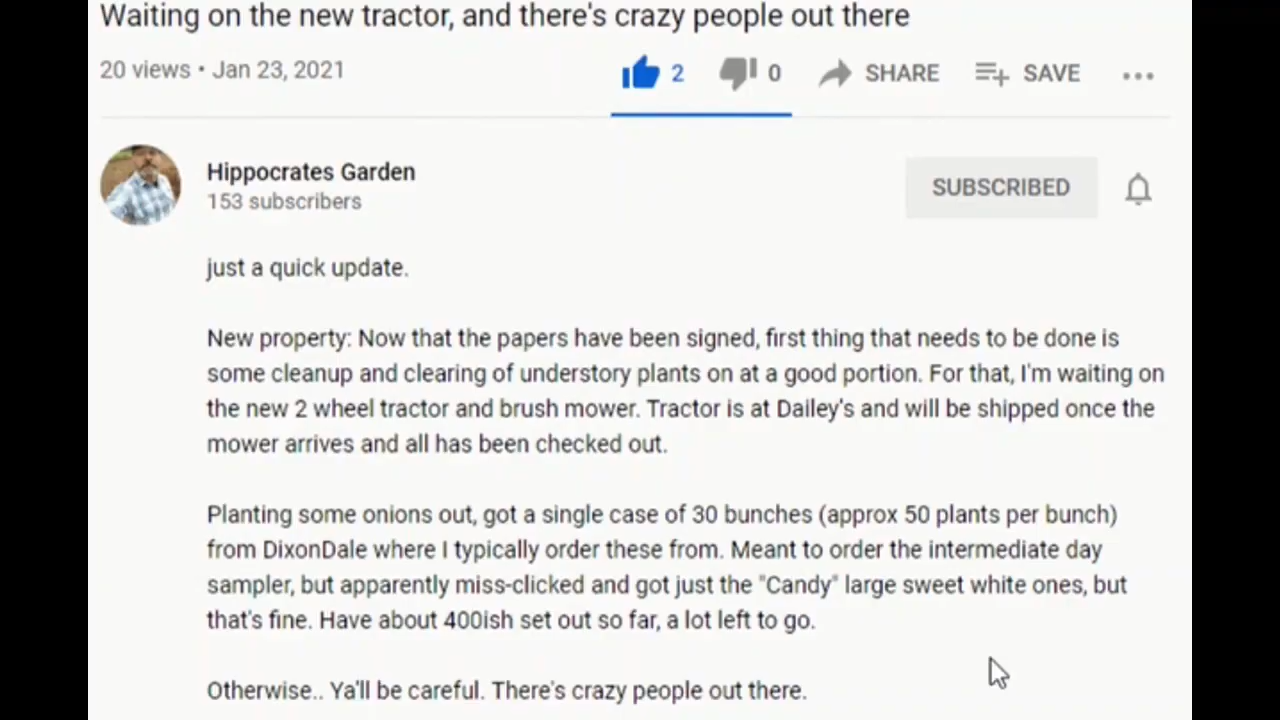 Waiting on the new tractor, and there's crazy people out there
20 views • Jan 23, 2021
2
0
SHARE
SAVE
Hippocrates Garden
153 subscribers
SUBSCRIBED
just a quick update.
New property: Now that the papers have been signed, first thing that needs to be done is
some cleanup and clearing of understory plants on at a good portion. For that, I'm waiting on
the new 2 wheel tractor and brush mower. Tractor is at Dailey's and will be shipped once the
mower arrives and all has been checked out.
Planting some onions out, got a single case of 30 bunches (approx 50 plants per bunch)
from DixonDale where I typically order these from. Meant to order the intermediate day
sampler, but apparently miss-clicked and got just the "Candy" large sweet white ones, but
that's fine. Have about 400ish set out so far, a lot left to go.
Otherwise.. Ya'll be careful. There's crazy people out there.